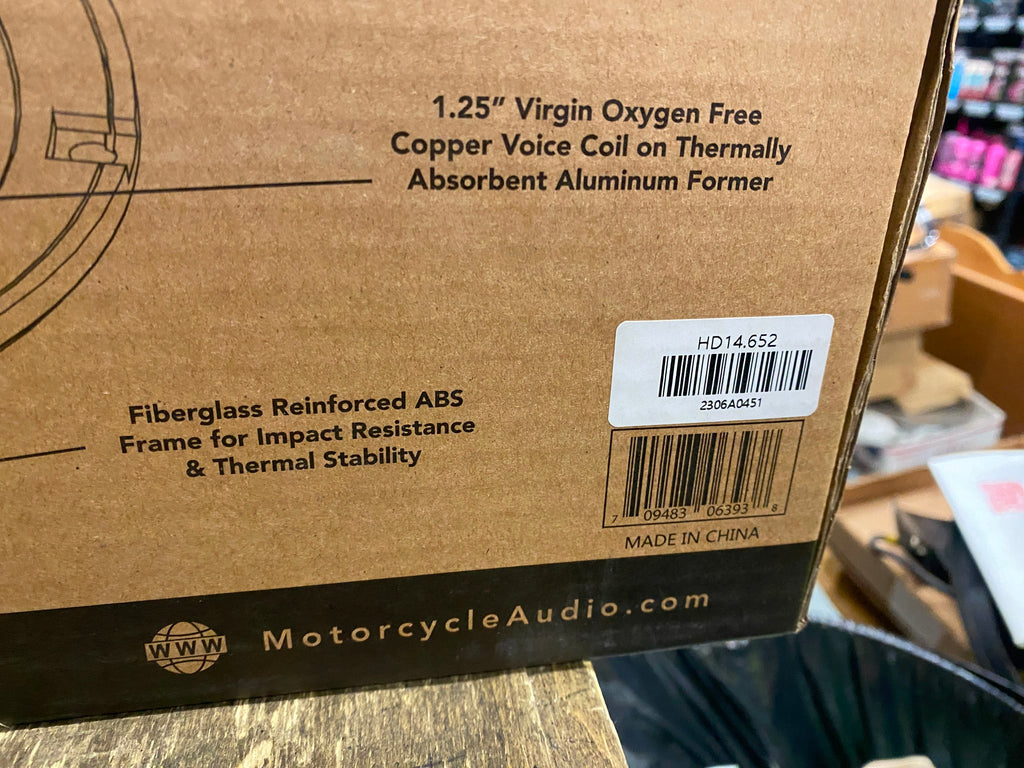 1.25” Virgin Oxygen Free
Copper Voice Coil on Thermally
Absorbent Aluminum Former
Fiberglass Reinforced ABS
Frame for Impact Resistance
& Thermal Stability
HD14.652
2306A0451
7 09483 06393 8
MADE IN CHINA
WWW MotorcycleAudio.com